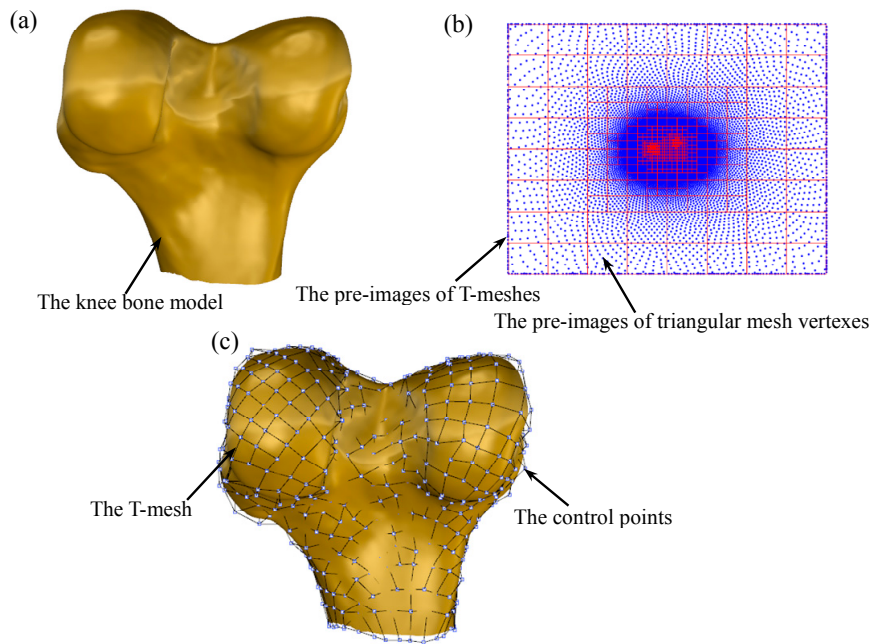 (a)
(b)
The knee bone model
The pre-images of T-meshes
The pre-images of triangular mesh vertexes
(c)
The T-mesh
The control points